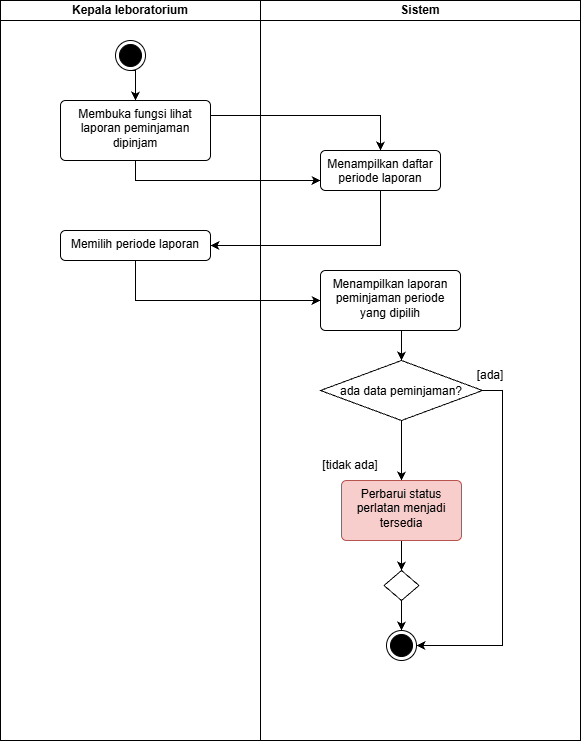 Kepala leboratorium
Sistem
Membuka fungsi lihat
laporan peminjaman
dipinjam
Menampilkan daftar
periode laporan
Memilih periode laporan
Menampilkan laporan
peminjaman periode
yang dipilih
ada data peminjaman?
[ada]
[tidak ada]
Perbarui status
perlatan menjadi
tersedia